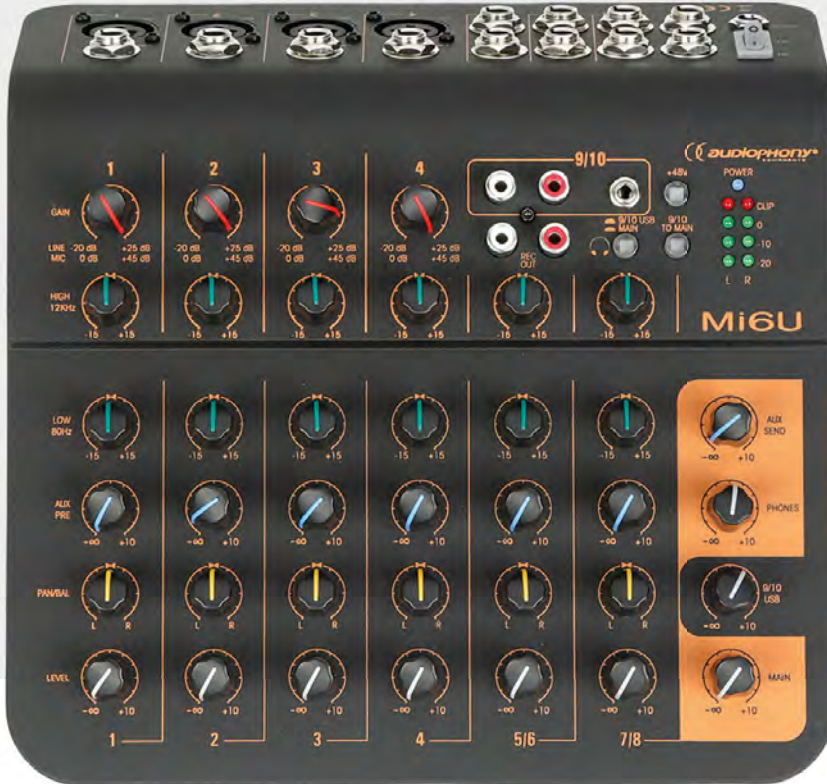 9/10
audiophony®
1 2 3 4
+48V POWER
GAIN
CLIP
9/10 USB
MAIN
9/10
TO MAIN
0
LINE -20 dB +25 dB -20 dB +25 dB -20 dB +25 dB -20 dB +25 dB
MIC 0 dB +45 dB 0 dB +45 dB 0 dB +45 dB 0 dB +45 dB
-10
REC
OUT
-20
L R
HIGH
12KHz
Mi6U
-15 +15 -15 +15 -15 +15 -15 +15 -15 +15 -15 +15
LOW
80Hz
AUX
SEND
-15 +15 -15 +15 -15 +15 -15 +15 -15 +15 -15 +15 -∞ +10
AUX
PRE
PHONES
-∞ +10 -∞ +10 -∞ +10 -∞ +10 -∞ +10 -∞ +10 -∞ +10
PAN/BAL
9/10
USB
L R L R L R L R L R L R -∞ +10
LEVEL
MAIN
-∞ +10 -∞ +10 -∞ +10 -∞ +10 -∞ +10 -∞ +10 -∞ +10
1 2 3 4 5/6 7/8